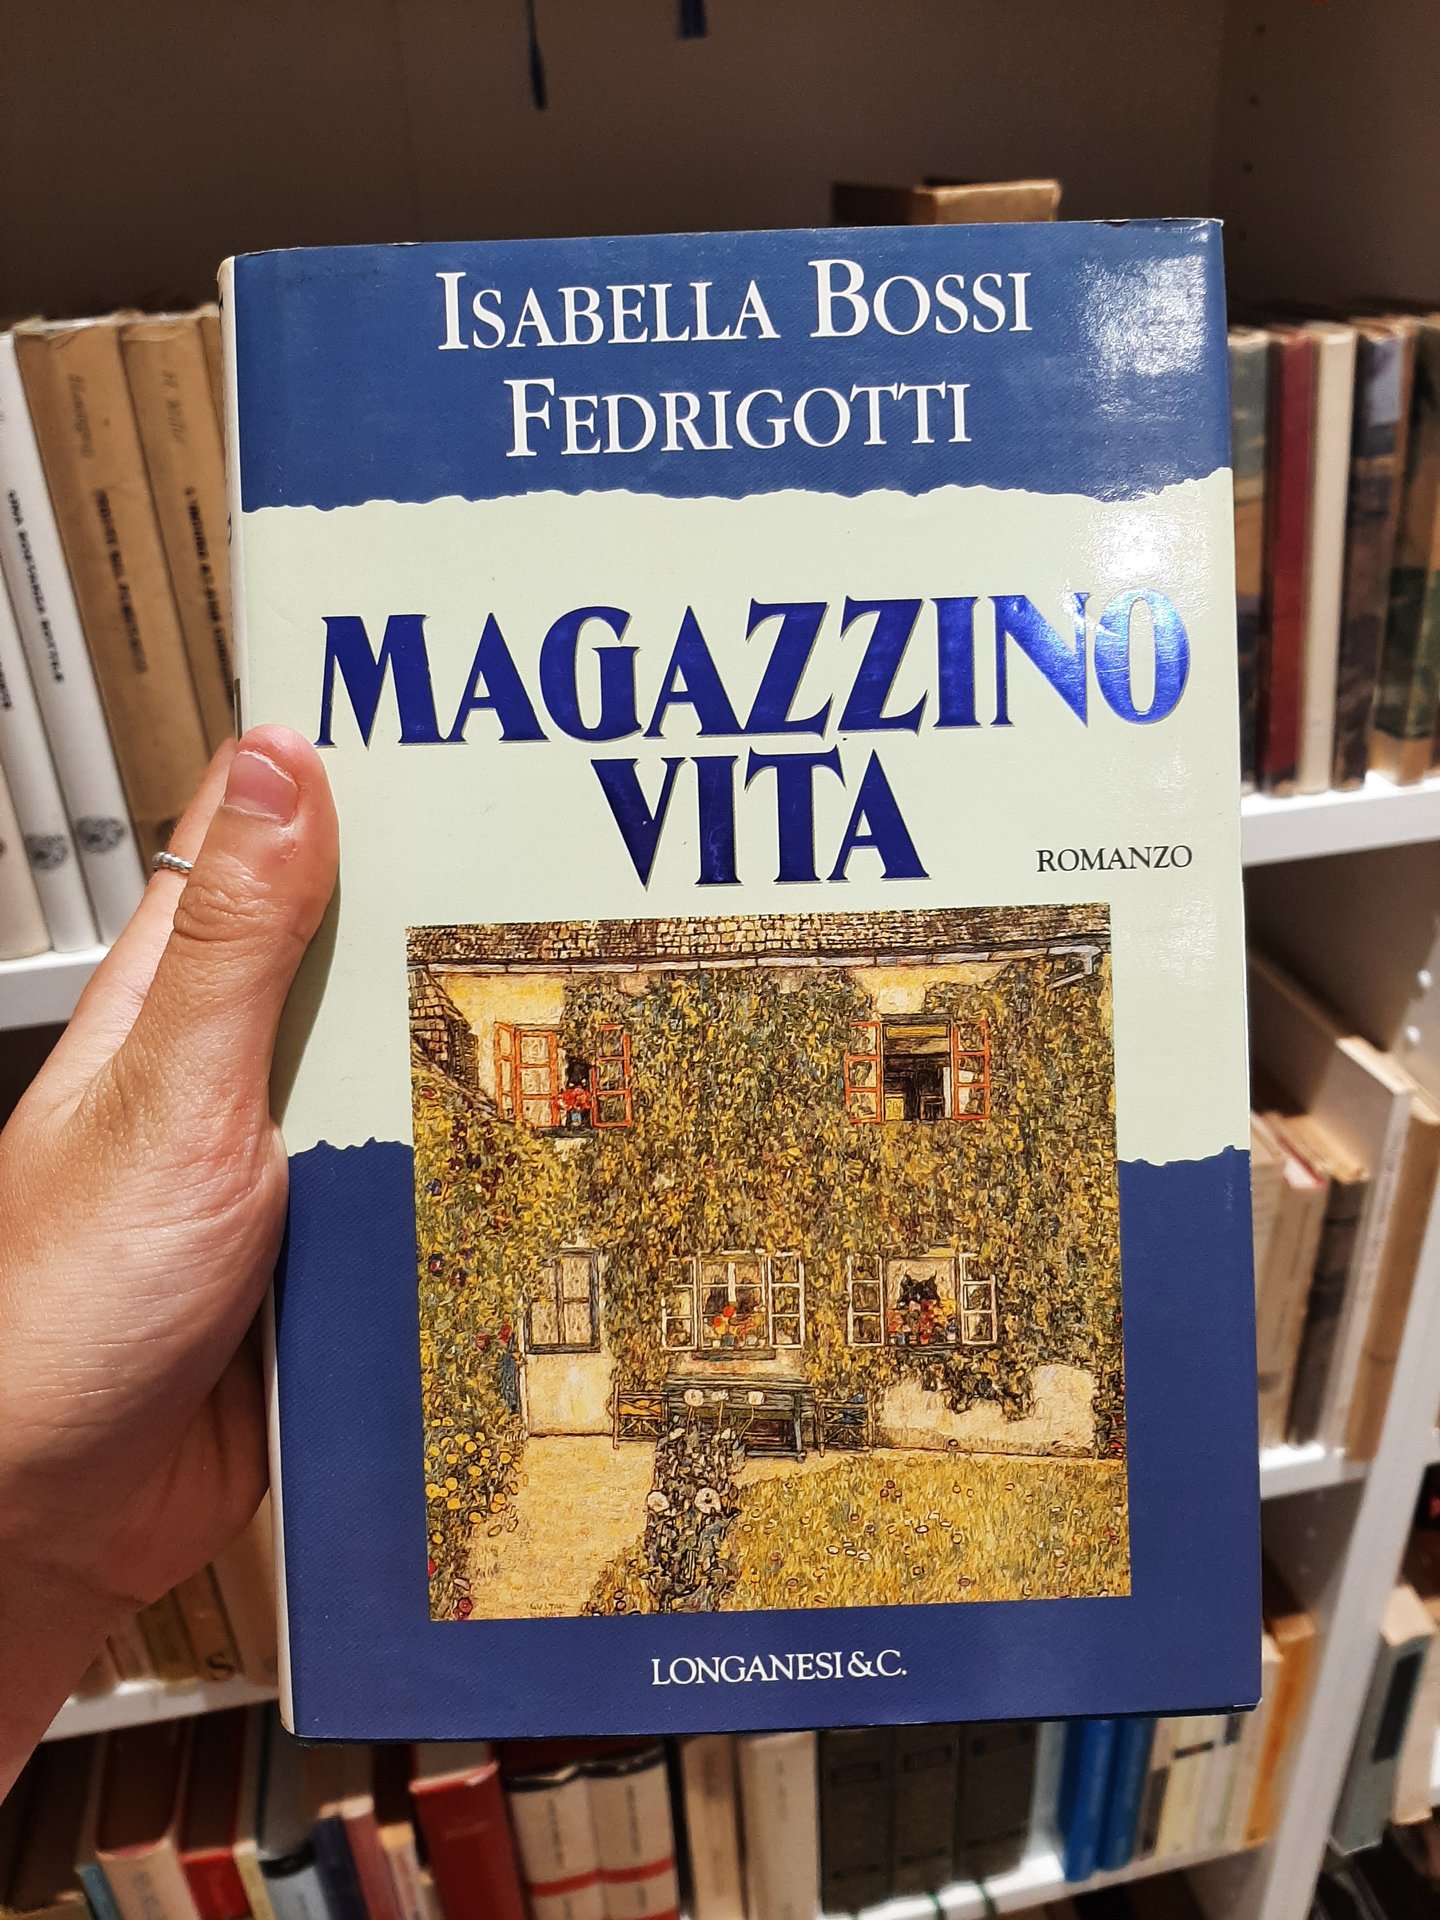 ISABELLA BOSSI
FEDRIGOTTI
MAGAZZINO
VITA
ROMANZO
LONGANESI & C.